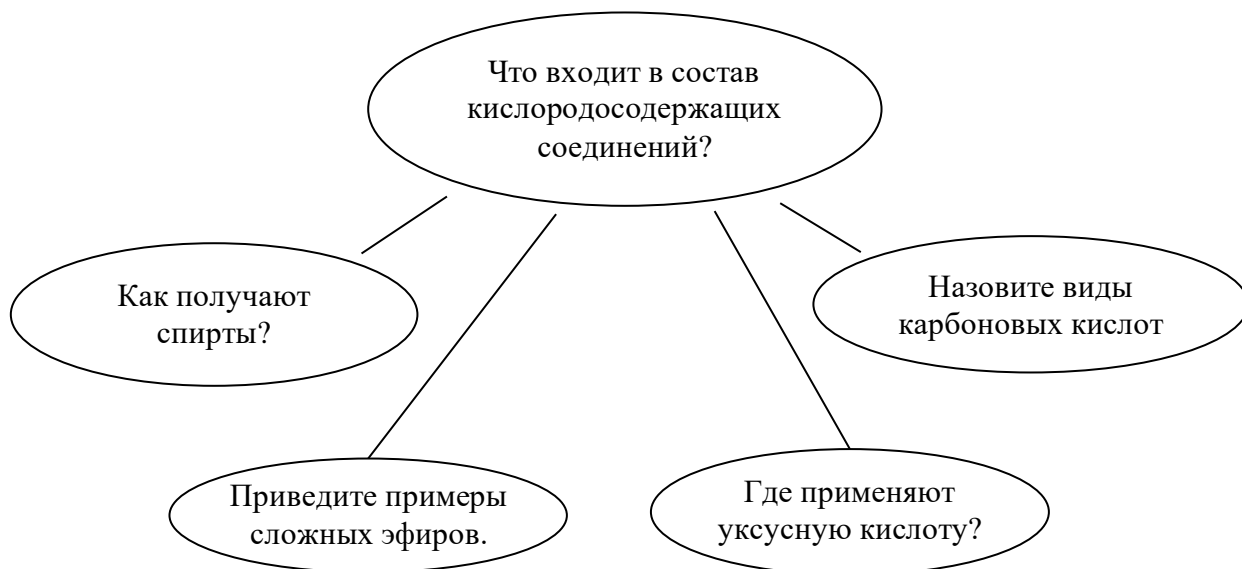 Что входит в состав
кислородосодержащих
соединений?
Как получают
спирты?
Назовите виды
карбоновых кислот
Приведите примеры
сложных эфиров.
Где применяют
уксусную кислоту?